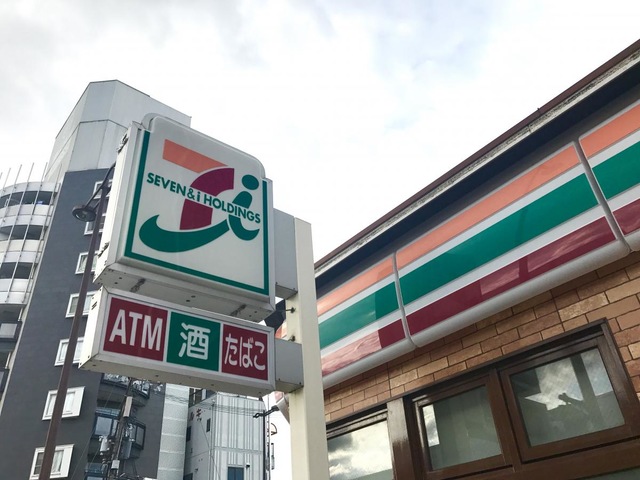 SEVEN&i HOLDINGS
ATM 酒 たばこ